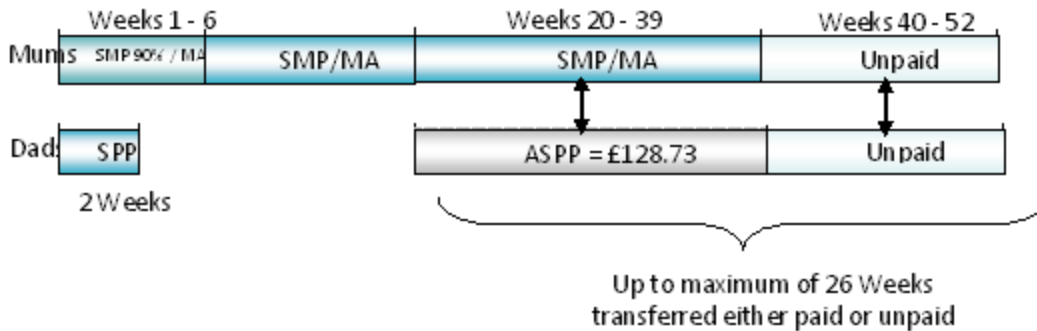 Weeks 1 - 6
Weeks 20 - 39
Weeks 40 - 52
Mums
SMP 90% / MA
SMP/MA
SMP/MA
Unpaid
Dads
SPP
ASPP = £128.73
Unpaid
2 Weeks
Up to maximum of 26 Weeks
transferred either paid or unpaid